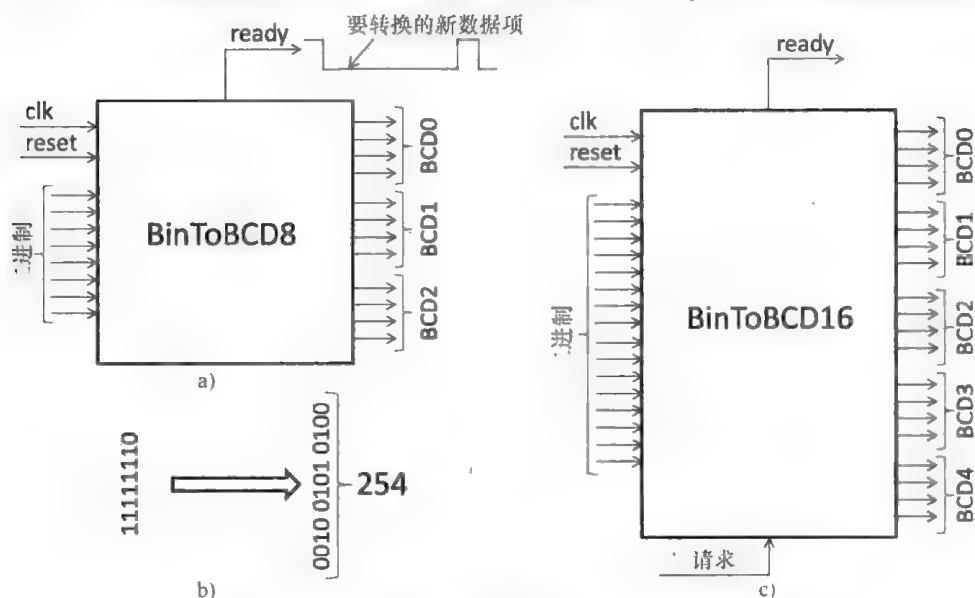 ready
要转换的新数据项
clk
reset
进制
BinToBCD8
BCD0
BCD1
BCD2
a)
11111110
0010 0101 0100
254
b)
ready
clk
reset
进制
BinToBCD16
BCD0
BCD1
BCD2
BCD3
BCD4
请求
c)